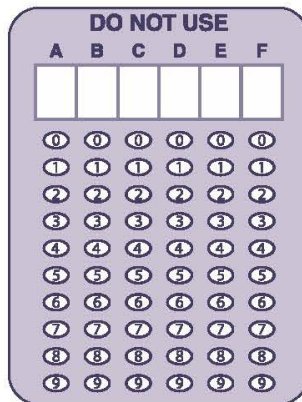 DO NOT USE
A B C D E F
0 0 0 0 0 0
1 1 1 1 1 1
2 2 2 2 2 2
3 3 3 3 3 3
4 4 4 4 4 4
5 5 5 5 5 5
6 6 6 6 6 6
7 7 7 7 7 7
8 8 8 8 8 8
9 9 9 9 9 9